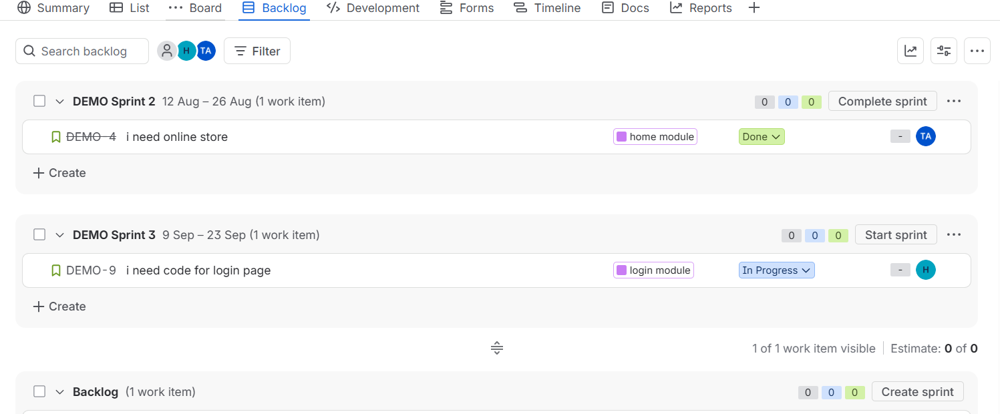 Summary List Board Backlog Development Forms Timeline Docs Reports
Search backlog H TA Filter
DEMO Sprint 2 12 Aug – 26 Aug (1 work item) 0 0 0 Complete sprint
DEMO-4 i need online store home module Done - TA
Create
DEMO Sprint 3 9 Sep – 23 Sep (1 work item) 0 0 0 Start sprint
DEMO-9 i need code for login page login module In Progress - H
Create
1 of 1 work item visible Estimate: 0 of 0
Backlog (1 work item) 0 0 0 Create sprint